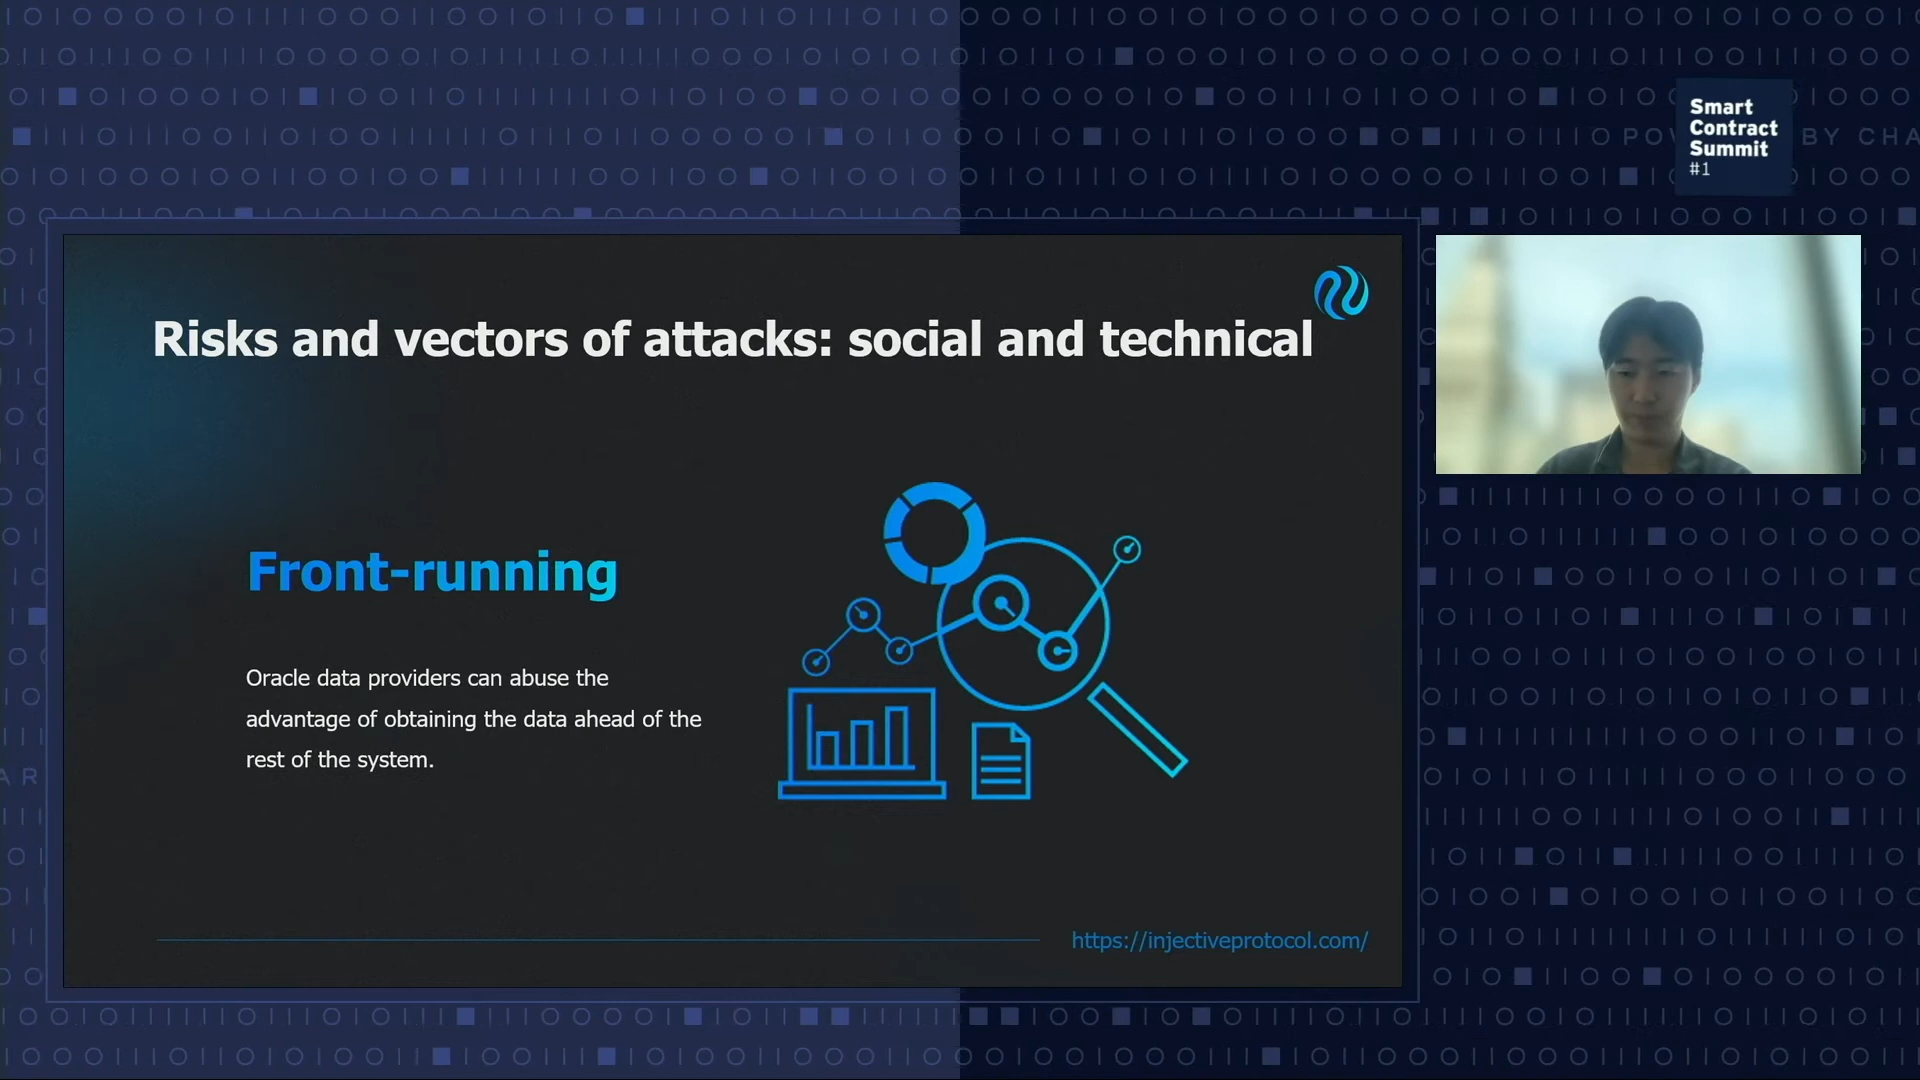 Smart
Contract
Summit
#1
Risks and vectors of attacks: social and technical
Front-running
Oracle data providers can abuse the
advantage of obtaining the data ahead of the
rest of the system.
https://injectiveprotocol.com/